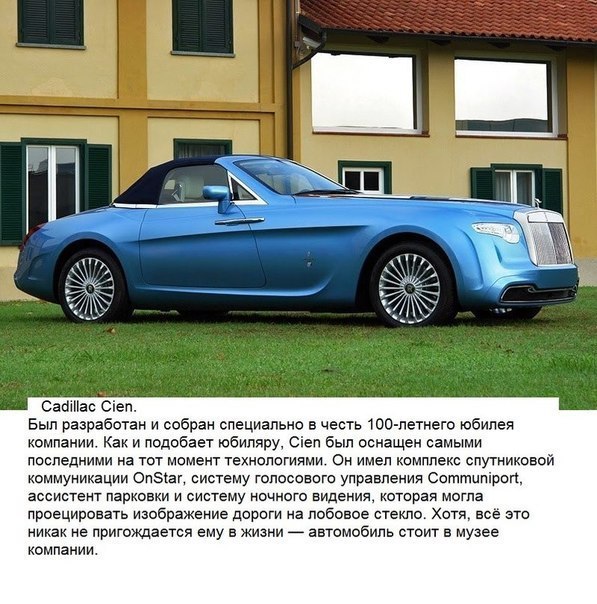 Cadillac Cien.
Был разработан и собран специально в честь 100-летнего юбилея
компании. Как и подобает юбиляру, Cien был оснащен самыми
последними на тот момент технологиями. Он имел комплекс спутниковой
коммуникации OnStar, систему голосового управления Communiport,
ассистент парковки и систему ночного видения, которая могла
проецировать изображение дороги на лобовое стекло. Хотя, всё это
никак не пригождается ему в жизни — автомобиль стоит в музее
компании.